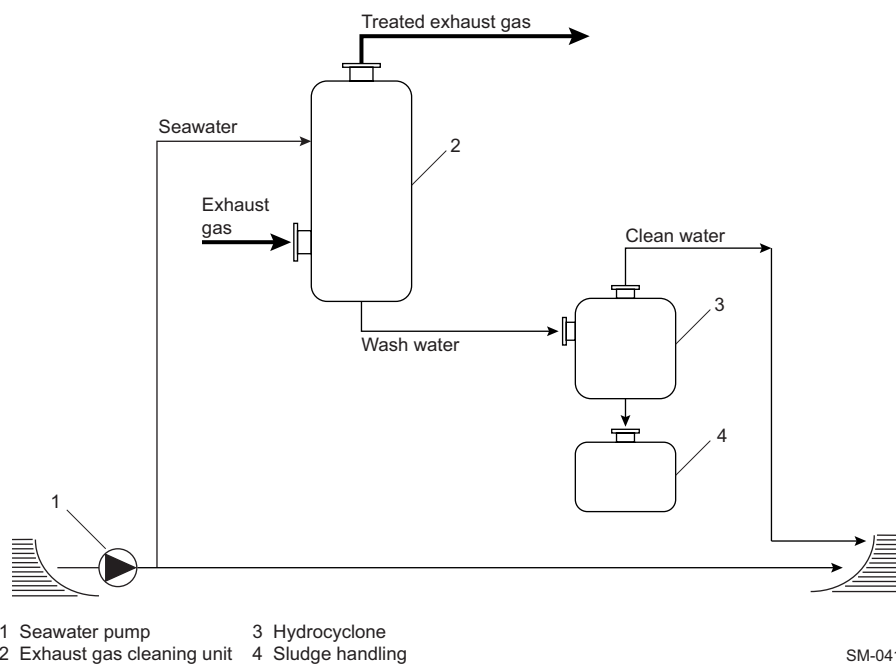 Treated exhaust gas
Seawater
2
Exhaust
gas
Clean water
3
Wash water
4
1
1 Seawater pump
3 Hydrocyclone
2 Exhaust gas cleaning unit
4 Sludge handling